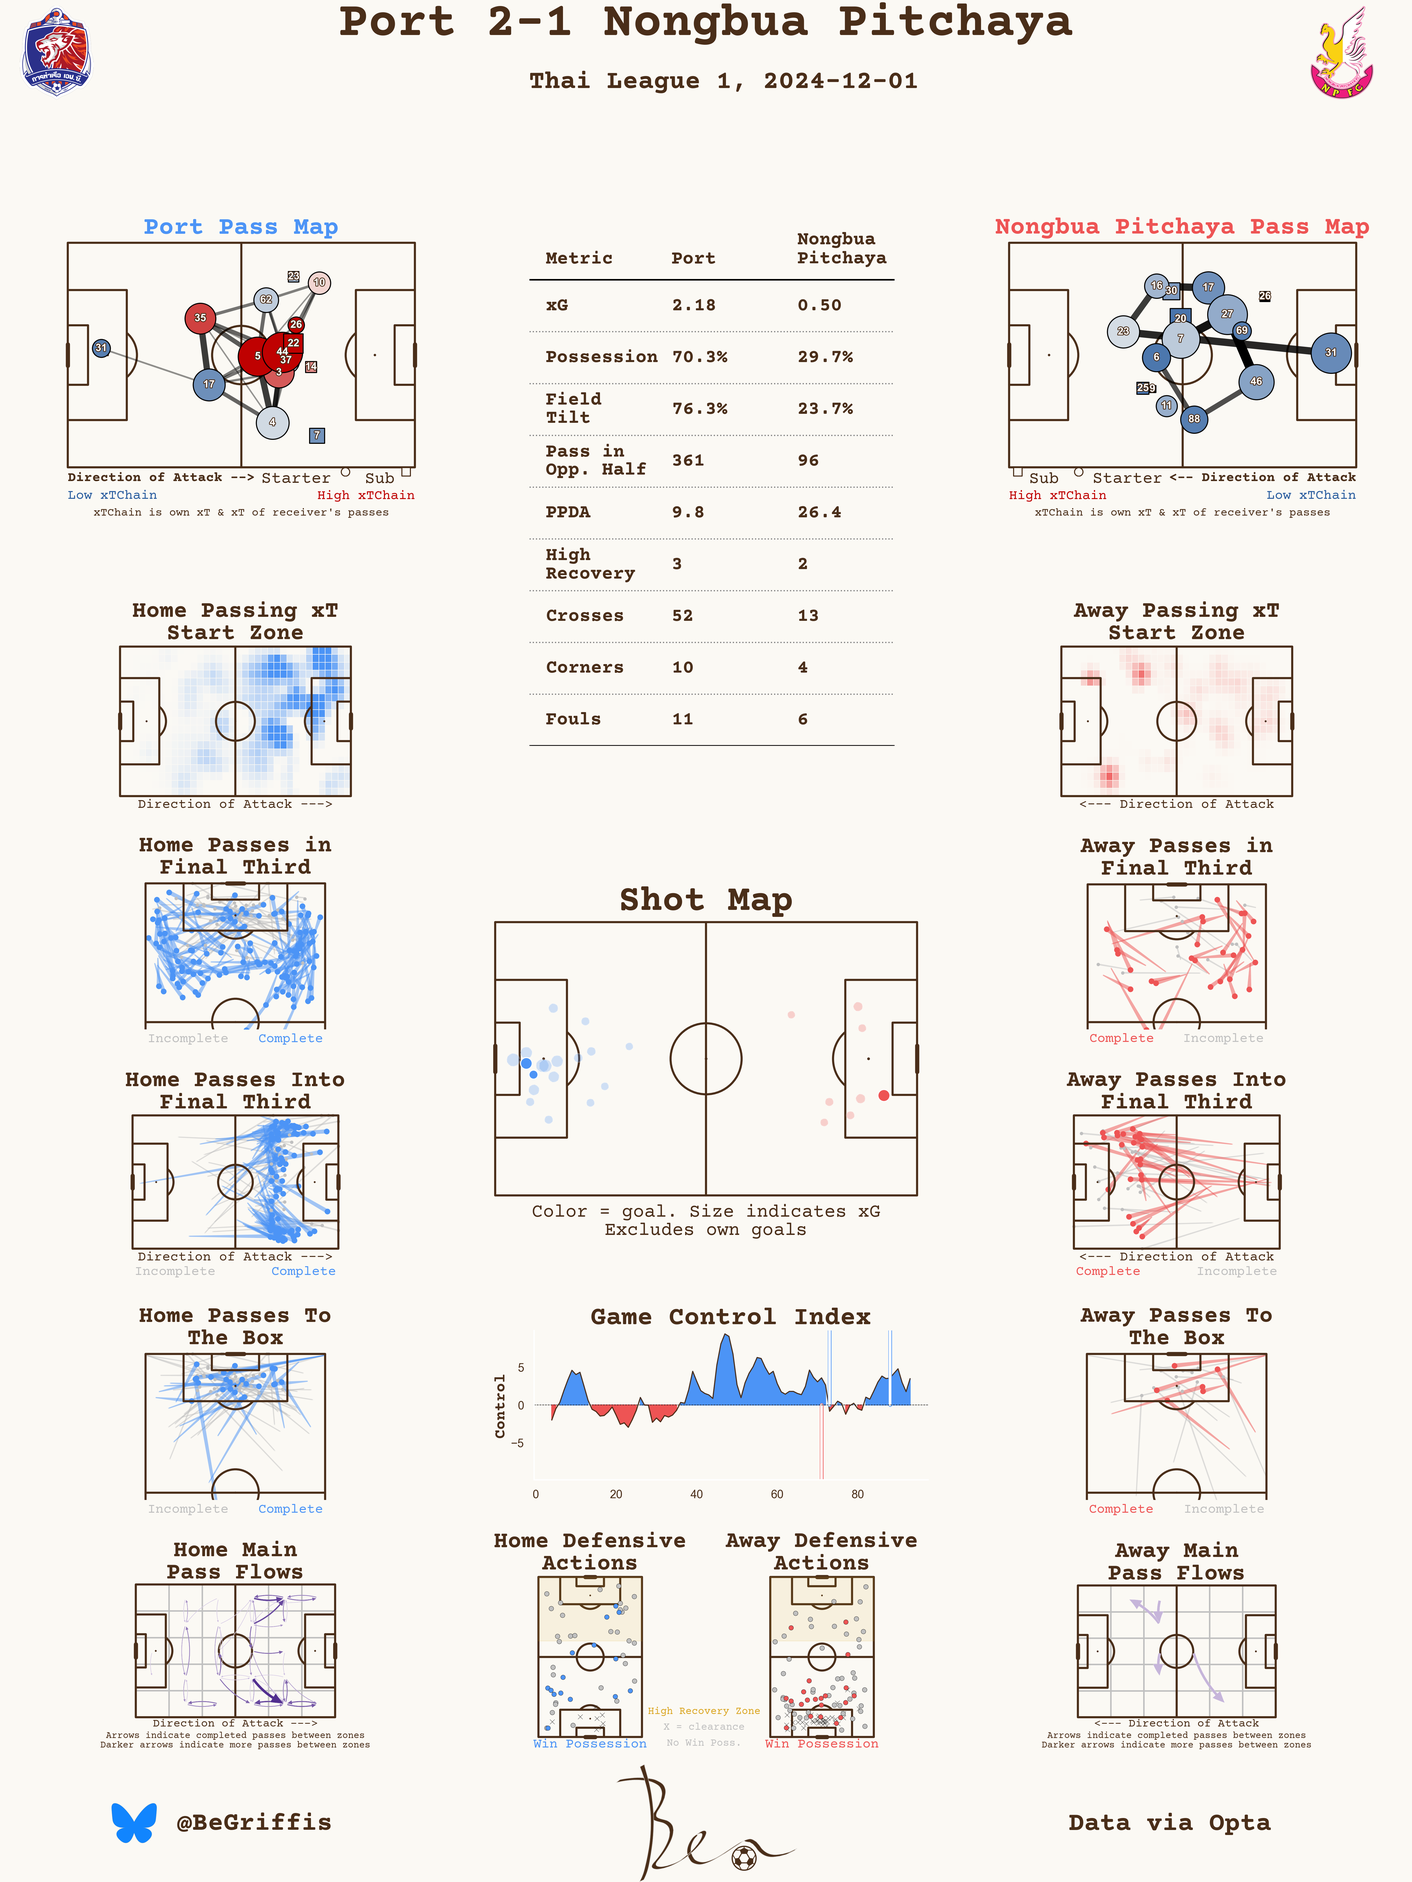 Port 2-1 Nongbua Pitchaya
Thai League 1, 2024-12-01
NPFC
Port Pass Map
23
10
62
35
26
22
44
5
37
31
3
14
17
4
7
Direction of Attack --> Starter Sub
Low xTChain High xTChain
xTChain is own xT & xT of receiver's passes
Metric Port Nongbua Pitchaya
xG 2.18 0.50
Possession 70.3% 29.7%
Field Tilt 76.3% 23.7%
Pass in Opp. Half 361 96
PPDA 9.8 26.4
High Recovery 3 2
Crosses 52 13
Corners 10 4
Fouls 11 6
Nongbua Pitchaya Pass Map
16
30
17
26
20
27
23
69
7
31
6
46
25
11
88
Sub Starter <-- Direction of Attack
High xTChain Low xTChain
xTChain is own xT & xT of receiver's passes
Home Passing xT
Start Zone
Direction of Attack --->
Away Passing xT
Start Zone
<--- Direction of Attack
Home Passes in
Final Third
Incomplete Complete
Away Passes in
Final Third
Complete Incomplete
Shot Map
Color = goal. Size indicates xG
Excludes own goals
Home Passes Into
Final Third
Direction of Attack --->
Incomplete Complete
Away Passes Into
Final Third
<--- Direction of Attack
Complete Incomplete
Home Passes To
The Box
Incomplete Complete
Game Control Index
Control
5
0
−5
0 20 40 60 80
Away Passes To
The Box
Complete Incomplete
Home Main
Pass Flows
Direction of Attack --->
Arrows indicate completed passes between zones
Darker arrows indicate more passes between zones
Home Defensive
Actions
Win Possession
High Recovery Zone
X = clearance
No Win Poss.
Away Defensive
Actions
Win Possession
Away Main
Pass Flows
<--- Direction of Attack
Arrows indicate completed passes between zones
Darker arrows indicate more passes between zones
@BeGriffis
Ben
Data via Opta